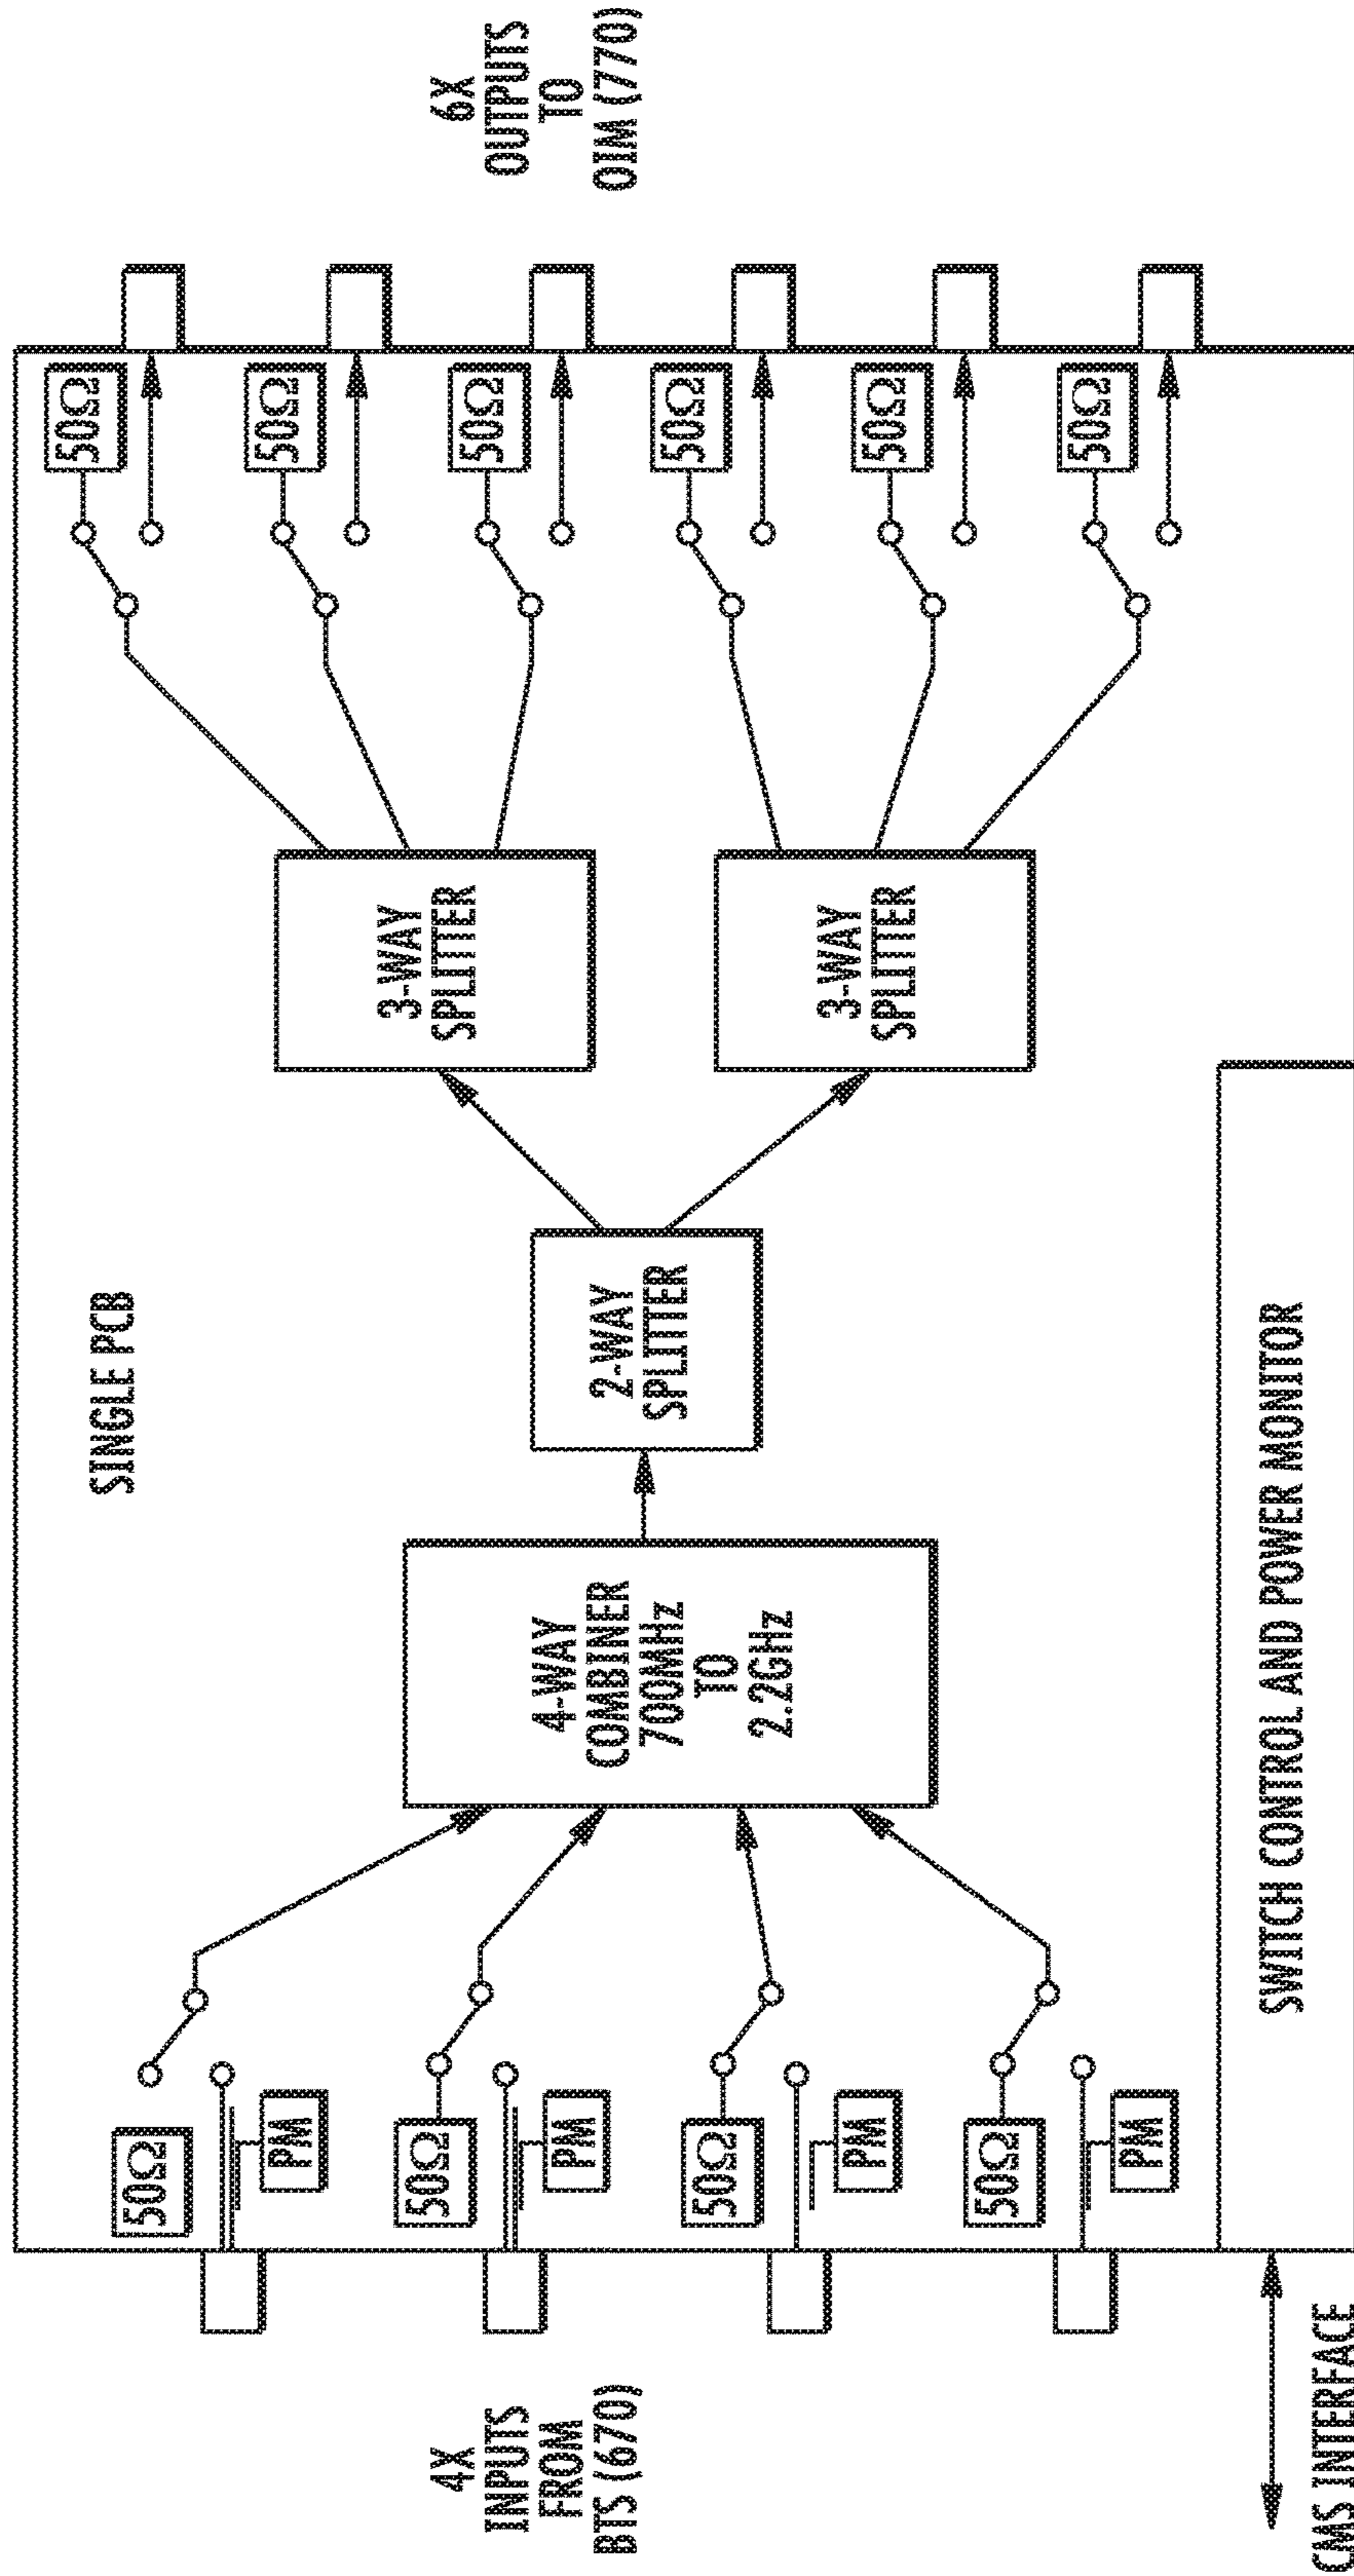 SINGLE PCB
4X
INPUTS
FROM
BTS (670)
50Ω
PM
50Ω
PM
50Ω
PM
50Ω
PM
4-WAY
COMBINER
700MHz
TO
2.2GHz
2-WAY
SPLITTER
3-WAY
SPLITTER
3-WAY
SPLITTER
50Ω
50Ω
50Ω
50Ω
50Ω
50Ω
6X
OUTPUTS
TO
OIM (770)
SWITCH CONTROL AND POWER MONITOR
CMS INTERFACE